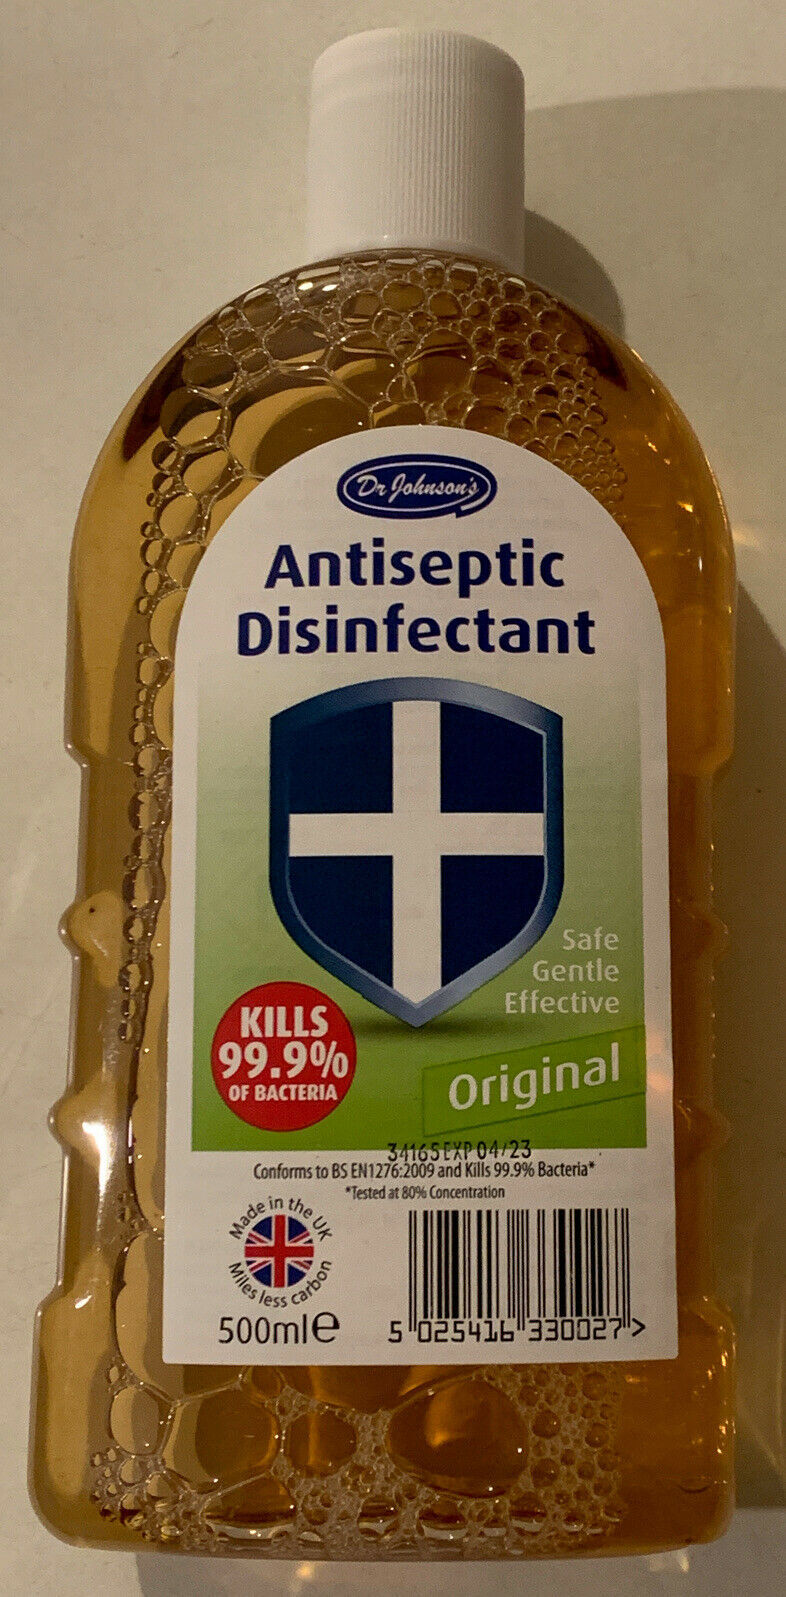 Dr Johnson's
Antiseptic
Disinfectant
Safe
Gentle
Effective
KILLS
99.9%
OF BACTERIA
Original
34165 EXP 04/23
Conforms to BS EN1276:2009 and Kills 99.9% Bacteria*
*Tested at 80% Concentration
Made in the UK
Miles less carbon
500ml℮
5 025416 330027 >